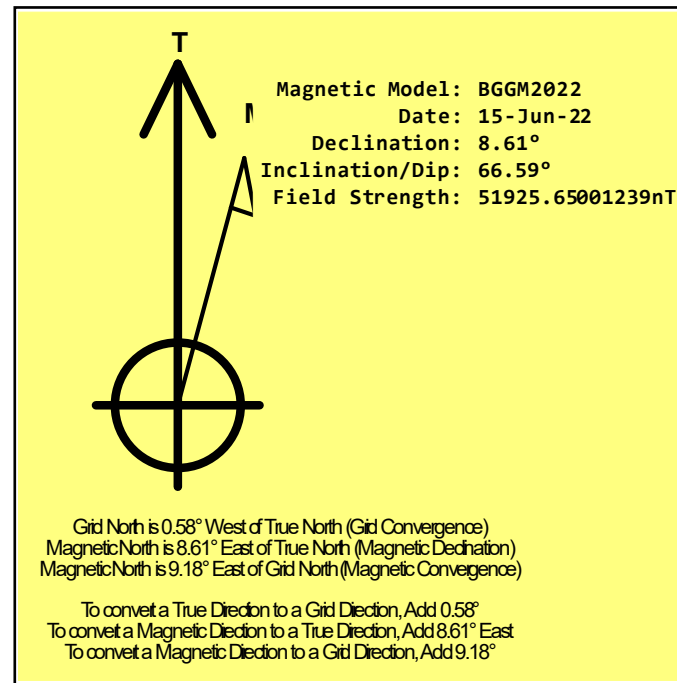 T
M
Magnetic Model: BGGM2022
Date: 15-Jun-22
Declination: 8.61°
Inclination/Dip: 66.59°
Field Strength: 51925.65001239nT
Grid North is 0.58° West of True North (Grid Convergence)
Magnetic North is 8.61° East of True North (Magnetic Declination)
Magnetic North is 9.18° East of Grid North (Magnetic Convergence)
To convert a True Direction to a Grid Direction, Add 0.58°
To convert a Magnetic Direction to a True Direction, Add 8.61° East
To convert a Magnetic Direction to a Grid Direction, Add 9.18°